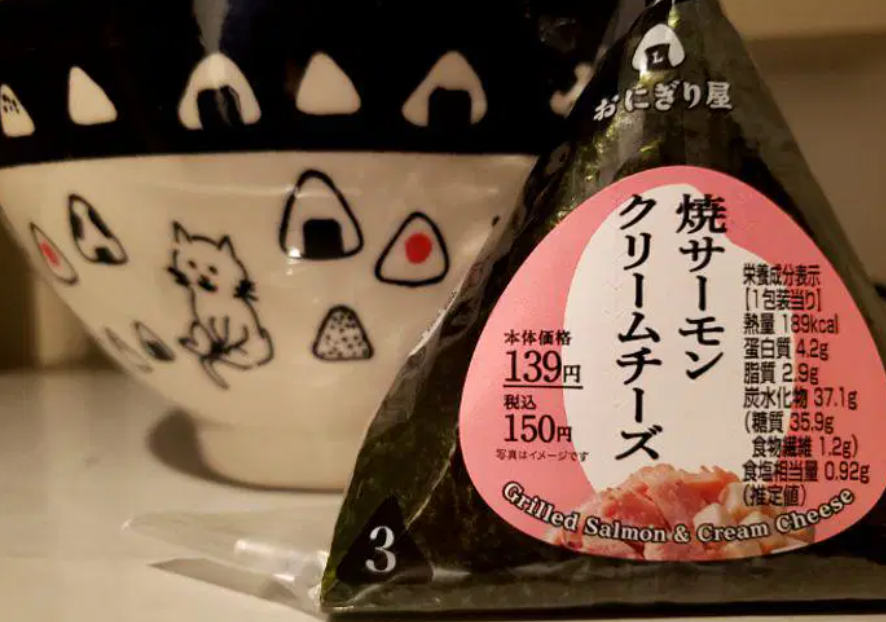 おにぎり屋
焼サーモン
クリームチーズ
本体価格
139円
税込
150円
写真はイメージです
栄養成分表示
[1包装当り]
熱量 189kcal
蛋白質 4.2g
脂質 2.9g
炭水化物 37.1g
(糖質 35.9g
食物繊維 1.2g)
食塩相当量 0.92g
(推定値)
Grilled Salmon & Cream Cheese
3